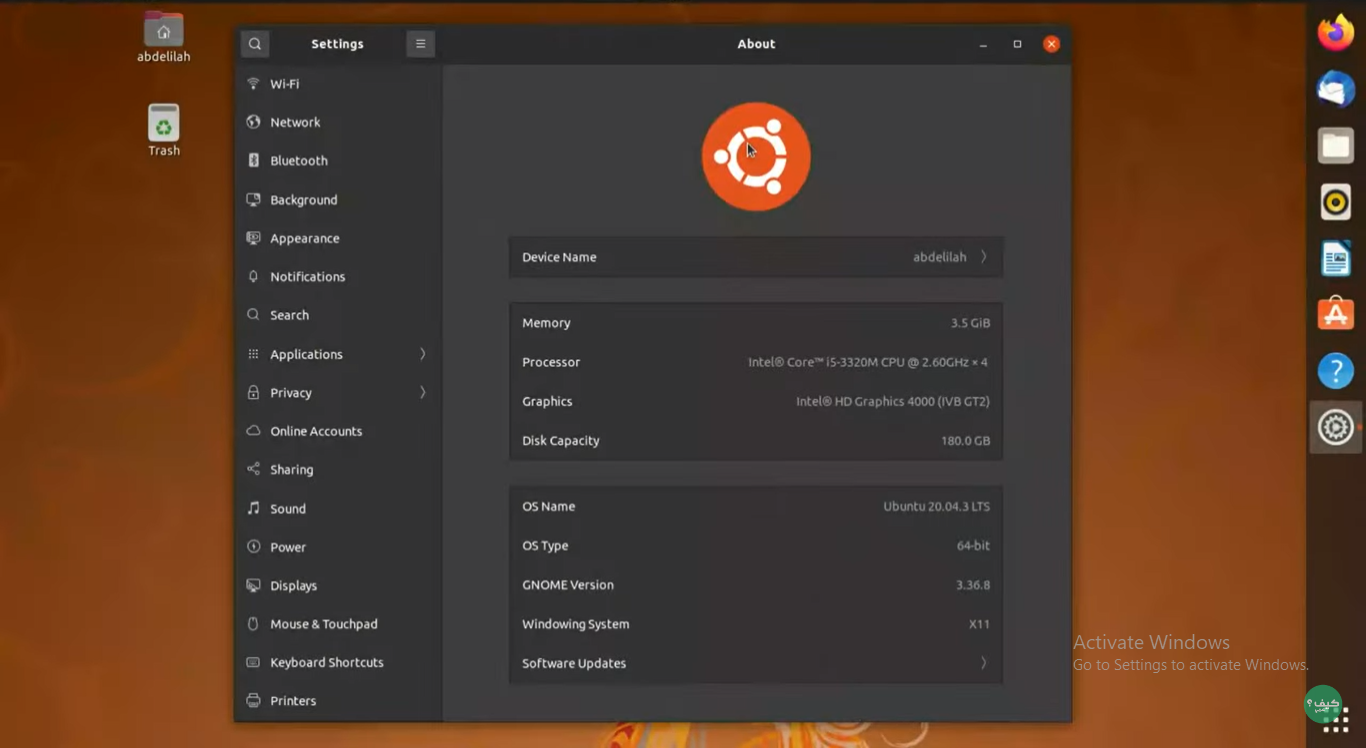 abdelilah
Trash
Settings
About
Wi-Fi
Network
Bluetooth
Background
Appearance
Notifications
Search
Applications
Privacy
Online Accounts
Sharing
Sound
Power
Displays
Mouse & Touchpad
Keyboard Shortcuts
Printers
Device Name abdelilah
Memory 3.5 GiB
Processor Intel® Core™ i5-3320M CPU @ 2.60GHz × 4
Graphics Intel® HD Graphics 4000 (IVB GT2)
Disk Capacity 180.0 GB
OS Name Ubuntu 20.04.3 LTS
OS Type 64-bit
GNOME Version 3.36.8
Windowing System X11
Software Updates
Activate Windows
Go to Settings to activate Windows.
كيف؟